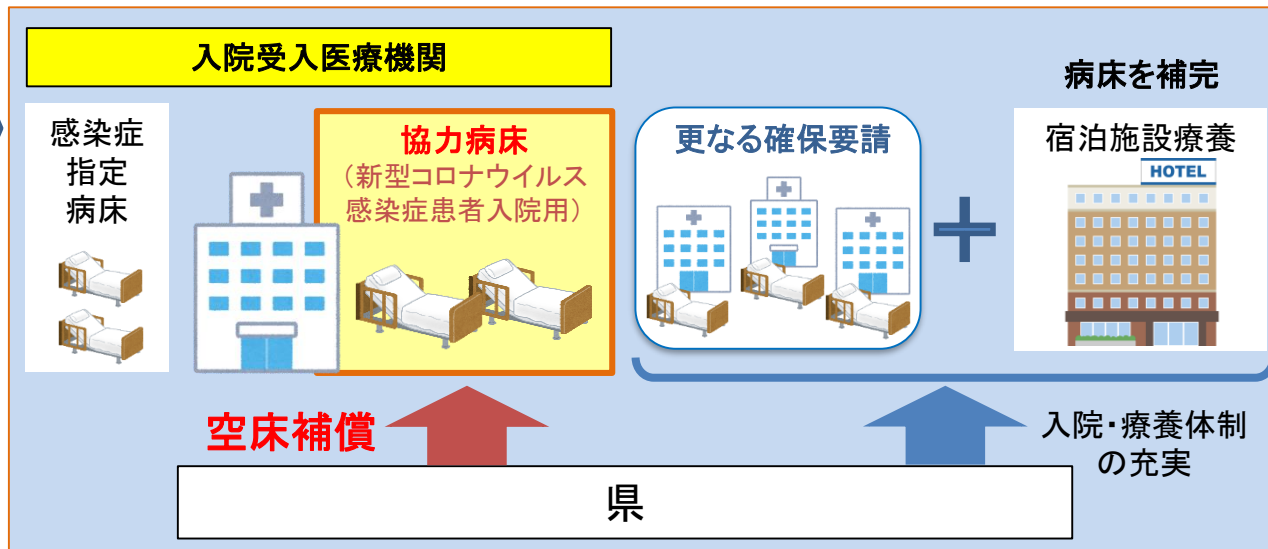 入院受入医療機関
感染症
指定
病床
協力病床
（新型コロナウイルス
感染症患者入院用）
更なる確保要請
病床を補完
宿泊施設療養
HOTEL
空床補償
入院・療養体制
の充実
県